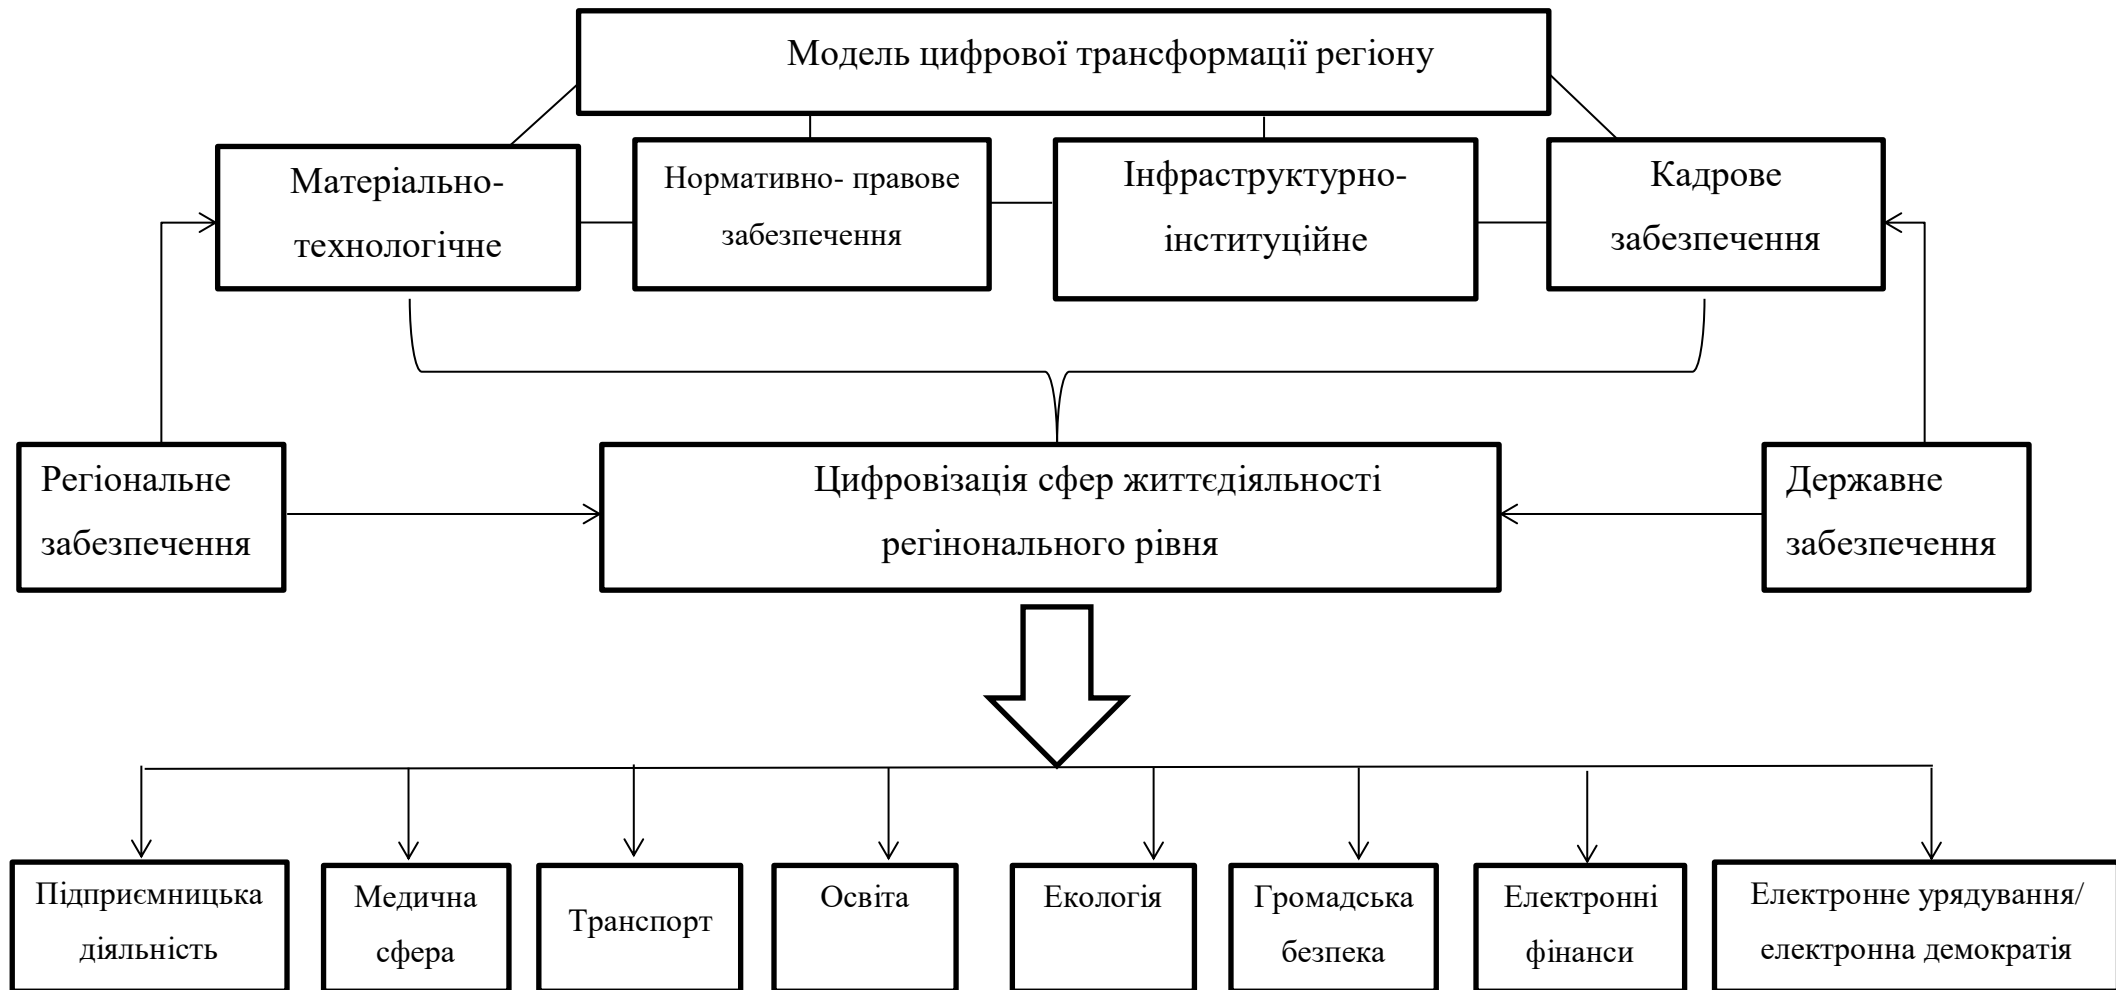 Модель цифрової трансформації регіону
Матеріально-
технологічне
Нормативно- правове
забезпечення
Інфраструктурно-
інституційне
Кадрове
забезпечення
Регіональне
забезпечення
Цифровізація сфер життєдіяльності
регінонального рівня
Державне
забезпечення
Підприємницька
діяльність
Медична
сфера
Транспорт
Освіта
Екологія
Громадська
безпека
Електронні
фінанси
Електронне урядування/
електронна демократія